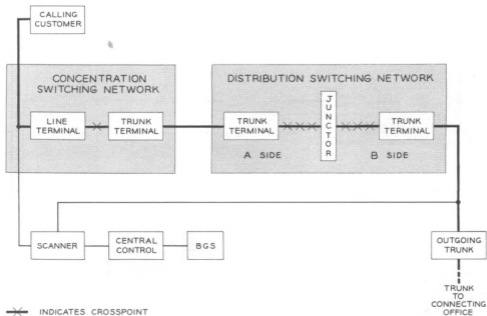 CALLING
CUSTOMER
CONCENTRATION
SWITCHING NETWORK
DISTRIBUTION SWITCHING NETWORK
LINE
TERMINAL
TRUNK
TERMINAL
TRUNK
TERMINAL
JUNCTOR
TRUNK
TERMINAL
A SIDE
B SIDE
SCANNER
CENTRAL
CONTROL
BGS
OUTGOING
TRUNK
TRUNK
TO
CONNECTING
OFFICE
INDICATES CROSSPOINT